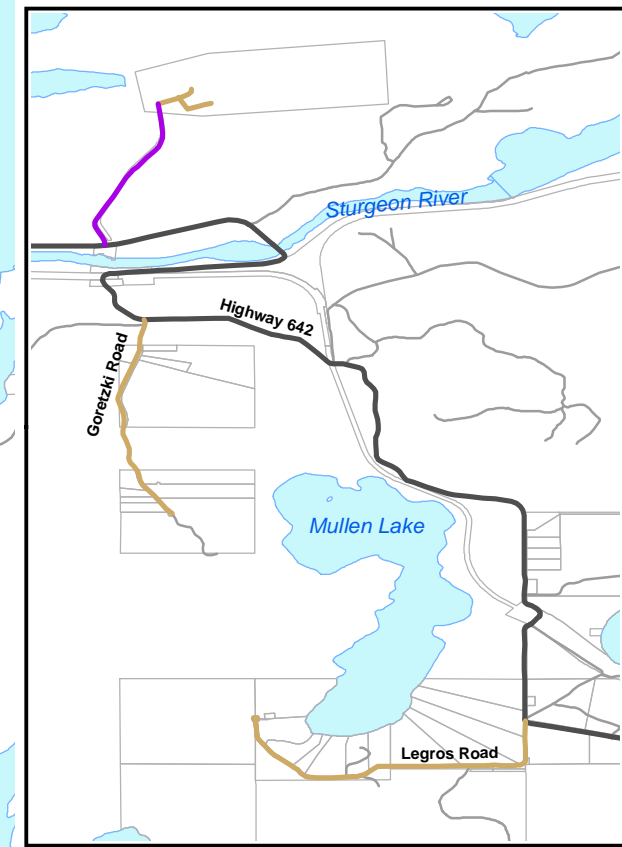 Sturgeon River
Highway 642
Goretzki Road
Mullen Lake
Legros Road